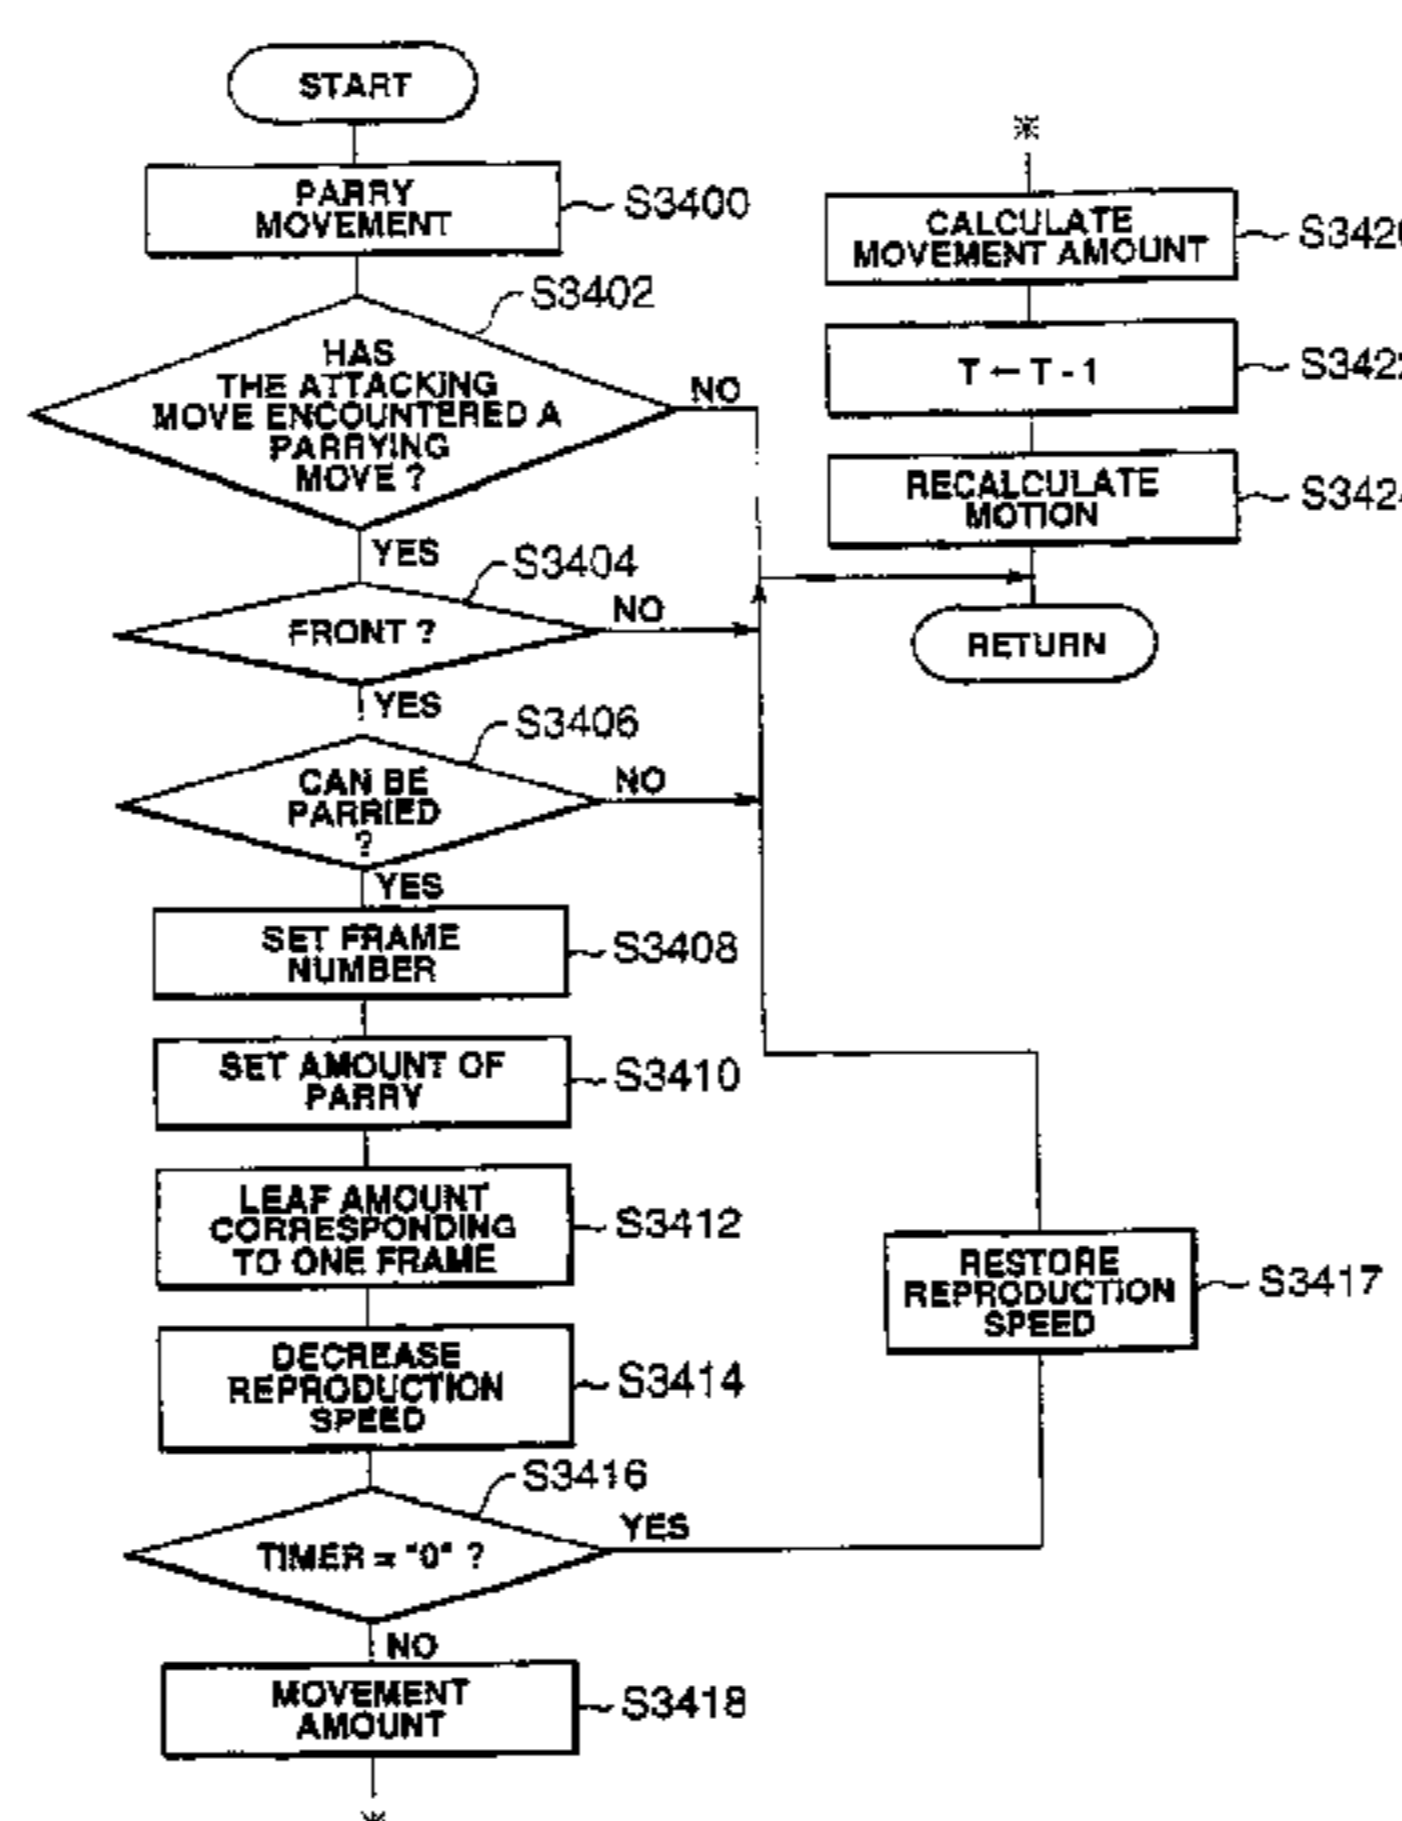 START
PARRY
MOVEMENT
S3400
S3402
HAS
THE ATTACKING
MOVE ENCOUNTERED A
PARRYING
MOVE ?
NO
YES
S3404
FRONT ?
NO
YES
S3406
CAN BE
PARRIED
?
NO
YES
SET FRAME
NUMBER
S3408
SET AMOUNT OF
PARRY
S3410
LEAF AMOUNT
CORRESPONDING
TO ONE FRAME
S3412
DECREASE
REPRODUCTION
SPEED
S3414
S3416
TIMER = "0" ?
YES
NO
MOVEMENT
AMOUNT
S3418
※
※
CALCULATE
MOVEMENT AMOUNT
S3420
T ← T - 1
S3422
RECALCULATE
MOTION
S3424
RETURN
RESTORE
REPRODUCTION
SPEED
S3417